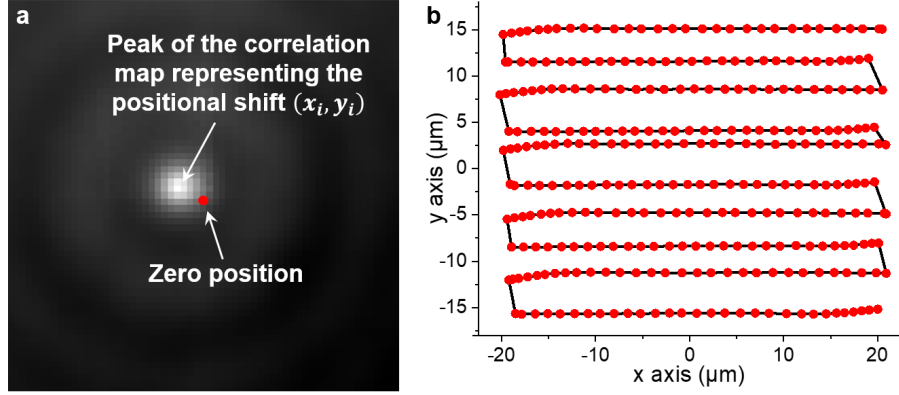 a
Peak of the correlation
map representing the
positional shift (xᵢ, yᵢ)
Zero position
b
15
10
5
0
-5
-10
-15
y axis (μm)
-20 -10 0 10 20
x axis (μm)